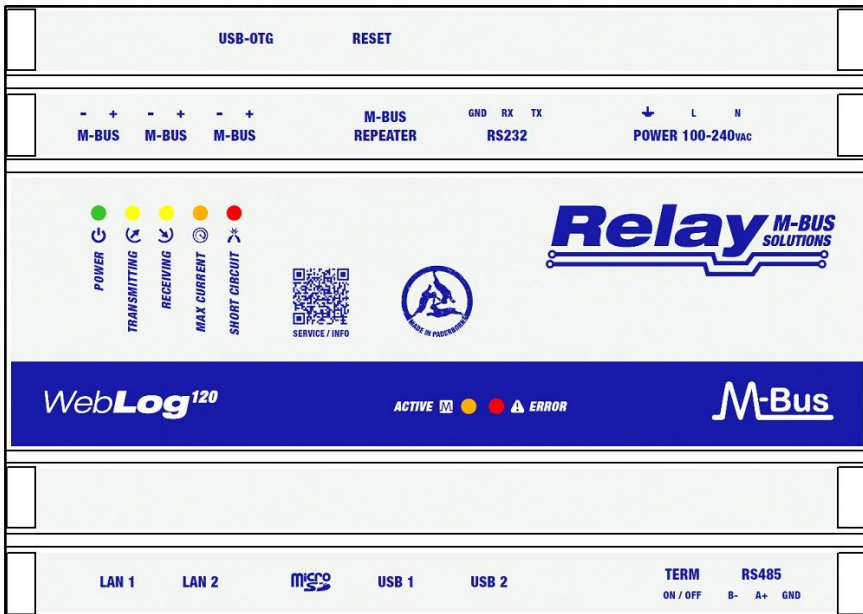 USB-OTG RESET
- + - + - + GND RX TX L N
M-BUS M-BUS M-BUS M-BUS REPEATER RS232 POWER 100-240VAC
Relay M-BUS SOLUTIONS
POWER
TRANSMITTING
RECEIVING
MAX CURRENT
SHORT CIRCUIT
SERVICE / INFO
MADE IN PADERBORN
WebLog120
ACTIVE M ERROR
M-Bus
LAN 1 LAN 2 micro SD USB 1 USB 2 TERM RS485
ON / OFF B- A+ GND